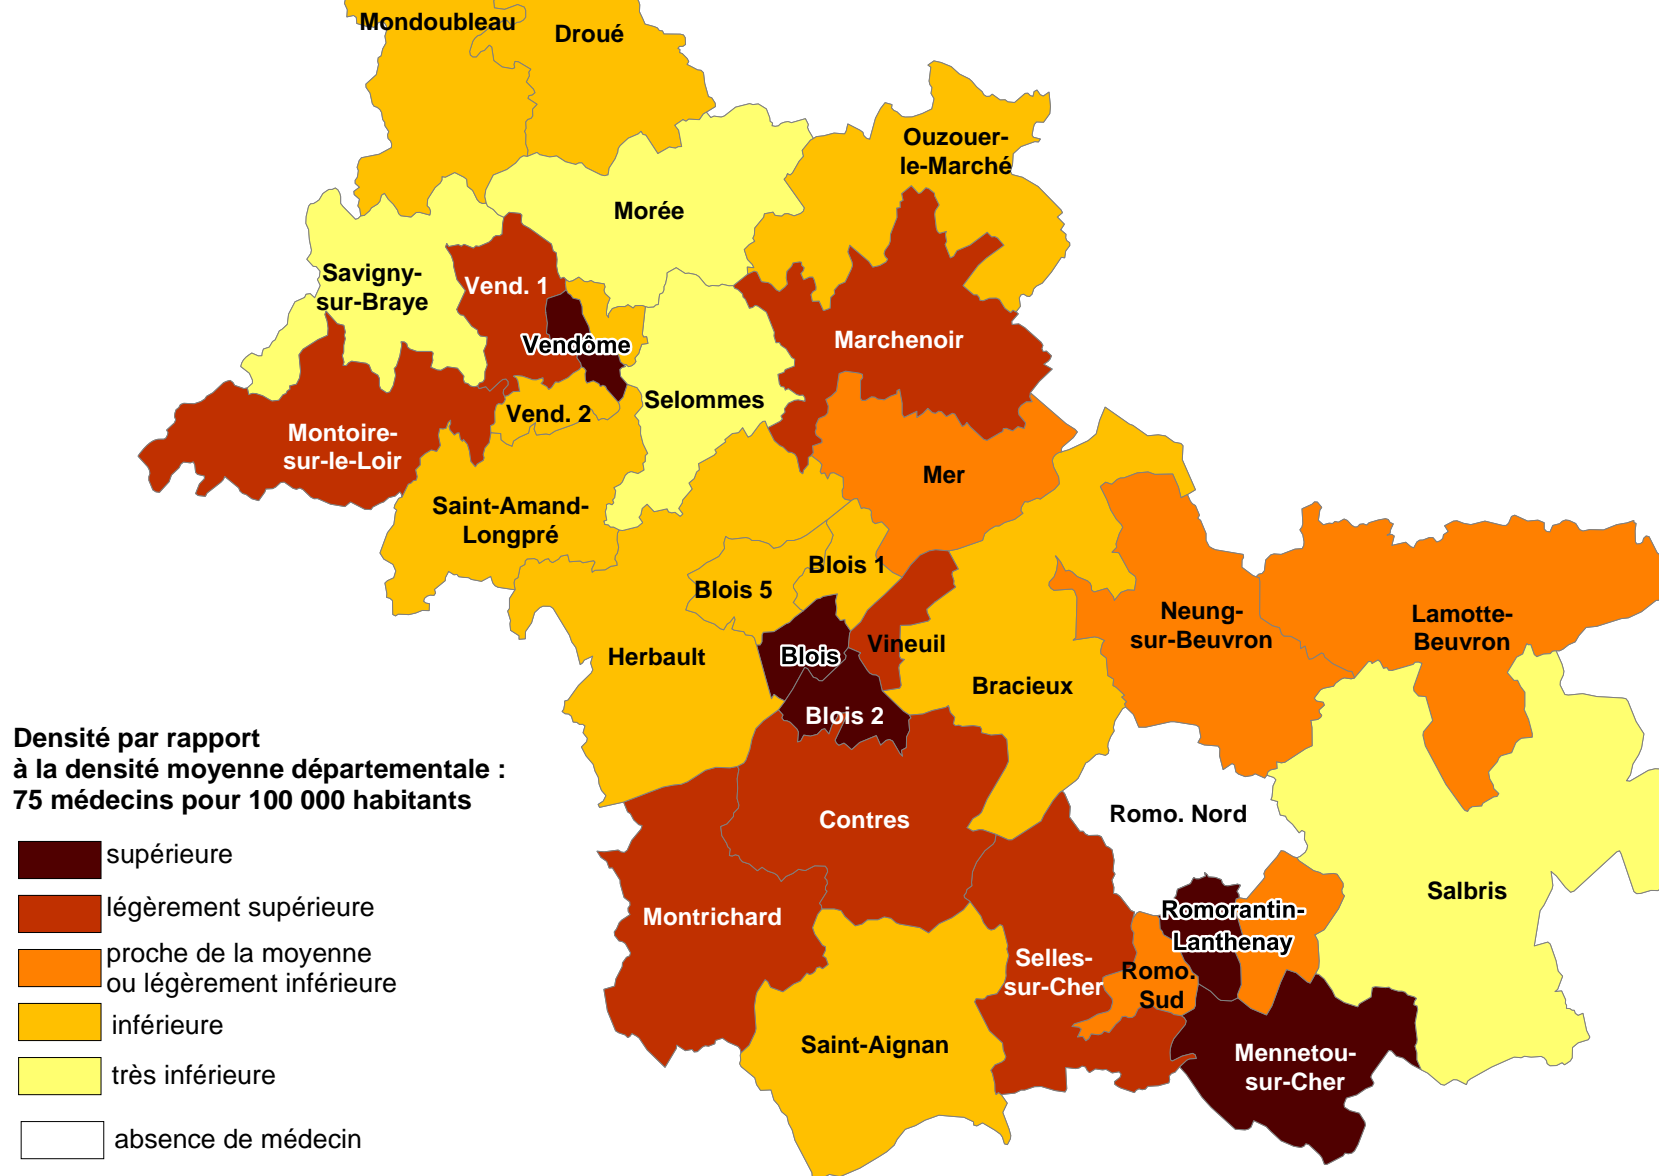 Mondoubleau
Droué
Ouzouer-
le-Marché
Morée
Savigny-
sur-Braye
Vend. 1
Vendôme
Marchenoir
Selommes
Vend. 2
Montoire-
sur-le-Loir
Mer
Saint-Amand-
Longpré
Blois 1
Blois 5
Neung-
sur-Beuvron
Lamotte-
Beuvron
Vineuil
Herbault
Blois
Bracieux
Blois 2
Densité par rapport
à la densité moyenne départementale :
75 médecins pour 100 000 habitants
Romo. Nord
Contres
supérieure
Salbris
légèrement supérieure
Montrichard
Romorantin-
Lanthenay
proche de la moyenne
ou légèrement inférieure
Selles-
sur-Cher
Romo.
Sud
inférieure
Saint-Aignan
Mennetou-
sur-Cher
très inférieure
absence de médecin